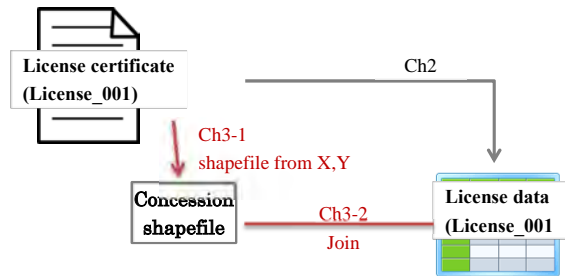 License certificate
(License_001)
Ch2
Ch3-1
shapefile from X,Y
Concession
shapefile
Ch3-2
Join
License data
(License_001